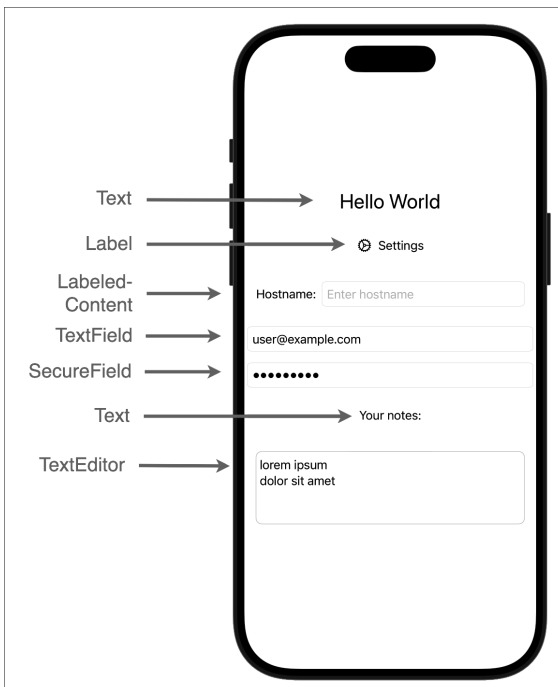 Text
Hello World
Label
Settings
Labeled-
Content
Hostname: Enter hostname
TextField
user@example.com
SecureField
•••••••••
Text
Your notes:
TextEditor
lorem ipsum
dolor sit amet